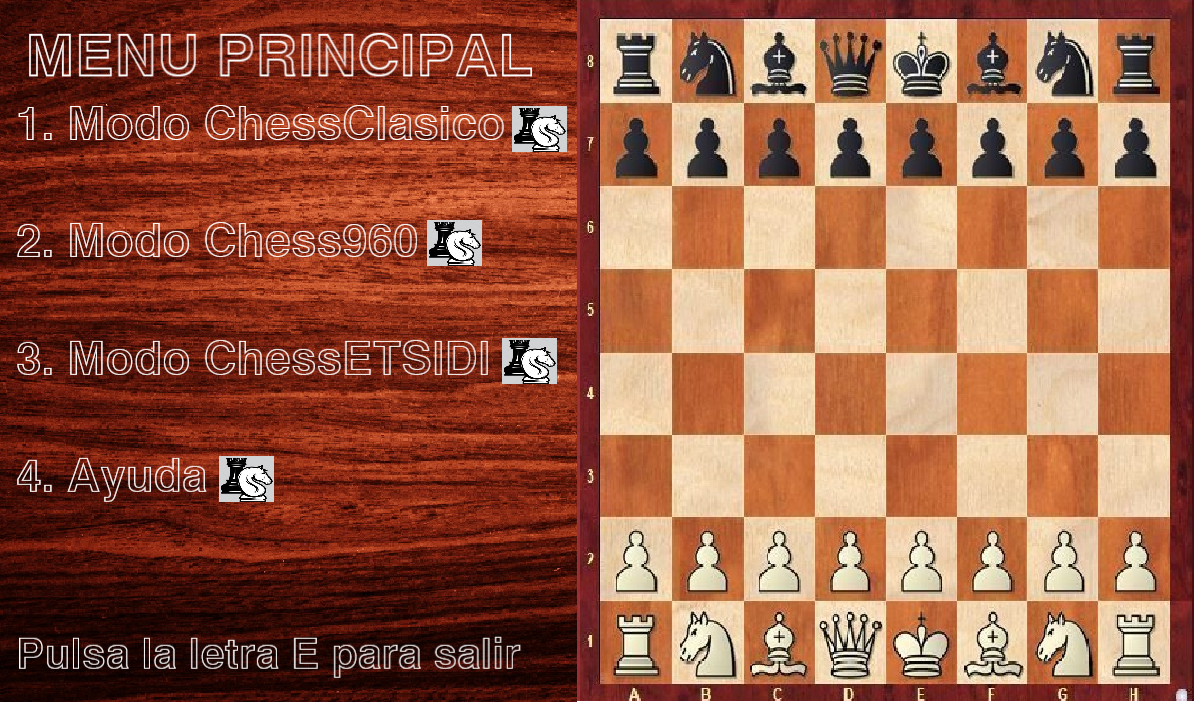 MENU PRINCIPAL
1. Modo ChessClasico
2. Modo Chess960
3. Modo ChessETSIDI
4. Ayuda
Pulsa la letra E para salir
8
7
6
5
4
3
2
1
A B C D E F G H